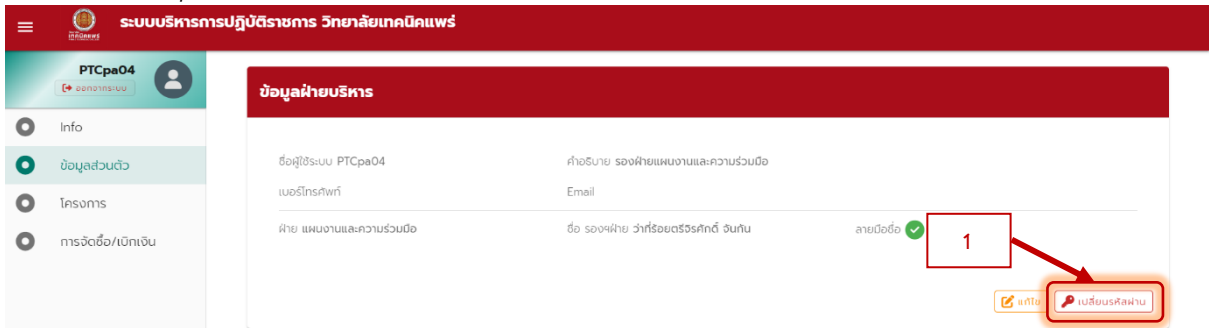 ระบบบริหารการปฏิบัติราชการ วิทยาลัยเทคนิคแพร่
PTCpa04
ออกจากระบบ
Info
ข้อมูลส่วนตัว
โครงการ
การจัดซื้อ/เบิกเงิน
ข้อมูลฝ่ายบริหาร
ชื่อผู้ใช้ระบบ PTCpa04 คำอธิบาย รองฝ่ายแผนงานและความร่วมมือ
เบอร์โทรศัพท์ Email
ฝ่าย แผนงานและความร่วมมือ ชื่อ รองฯฝ่าย ว่าที่ร้อยตรีจิรศักดิ์ จันทัน ลายมือชื่อ
1
แก้ไข เปลี่ยนรหัสผ่าน